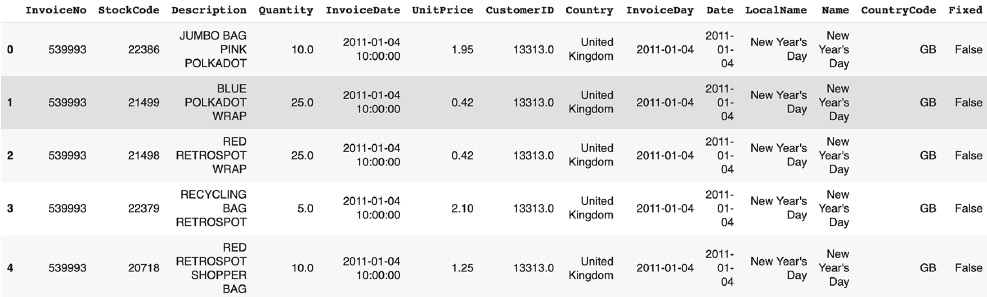 InvoiceNo StockCode Description Quantity InvoiceDate UnitPrice CustomerID Country InvoiceDay Date LocalName Name CountryCode Fixed
0 539993 22386 JUMBO BAG PINK POLKADOT 10.0 2011-01-04 10:00:00 1.95 13313.0 United Kingdom 2011-01-04 2011-01-04 New Year's Day New Year's Day GB False
1 539993 21499 BLUE POLKADOT WRAP 25.0 2011-01-04 10:00:00 0.42 13313.0 United Kingdom 2011-01-04 2011-01-04 New Year's Day New Year's Day GB False
2 539993 21498 RED RETROSPOT WRAP 25.0 2011-01-04 10:00:00 0.42 13313.0 United Kingdom 2011-01-04 2011-01-04 New Year's Day New Year's Day GB False
3 539993 22379 RECYCLING BAG RETROSPOT 5.0 2011-01-04 10:00:00 2.10 13313.0 United Kingdom 2011-01-04 2011-01-04 New Year's Day New Year's Day GB False
4 539993 20718 RED RETROSPOT SHOPPER BAG 10.0 2011-01-04 10:00:00 1.25 13313.0 United Kingdom 2011-01-04 2011-01-04 New Year's Day New Year's Day GB False